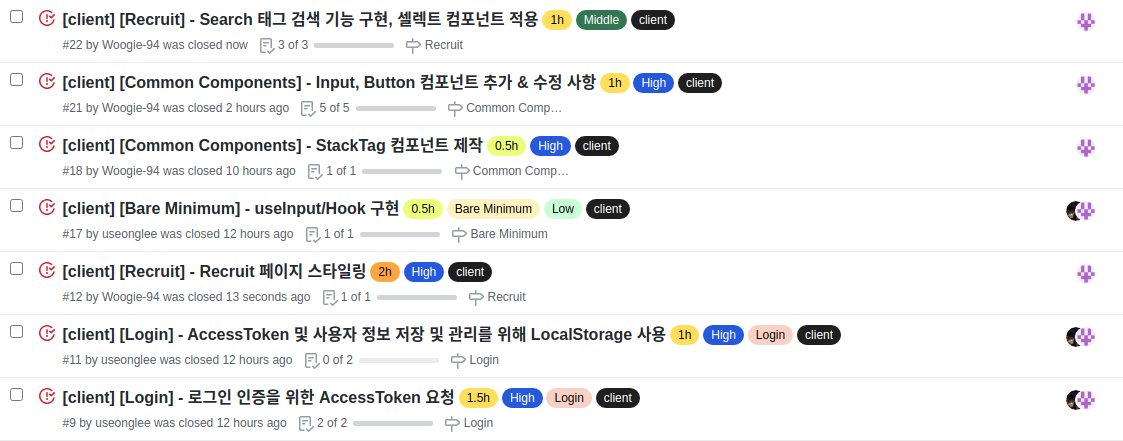 [client] [Recruit] - Search 태그 검색 기능 구현, 셀렉트 컴포넌트 적용 1h Middle client
#22 by Woogie-94 was closed now 3 of 3 Recruit
[client] [Common Components] - Input, Button 컴포넌트 추가 & 수정 사항 1h High client
#21 by Woogie-94 was closed 2 hours ago 5 of 5 Common Comp…
[client] [Common Components] - StackTag 컴포넌트 제작 0.5h High client
#18 by Woogie-94 was closed 10 hours ago 1 of 1 Common Comp…
[client] [Bare Minimum] - useInput/Hook 구현 0.5h Bare Minimum Low client
#17 by useonglee was closed 12 hours ago 1 of 1 Bare Minimum
[client] [Recruit] - Recruit 페이지 스타일링 2h High client
#12 by Woogie-94 was closed 13 seconds ago 1 of 1 Recruit
[client] [Login] - AccessToken 및 사용자 정보 저장 및 관리를 위해 LocalStorage 사용 1h High Login client
#11 by useonglee was closed 12 hours ago 0 of 2 Login
[client] [Login] - 로그인 인증을 위한 AccessToken 요청 1.5h High Login client
#9 by useonglee was closed 12 hours ago 2 of 2 Login